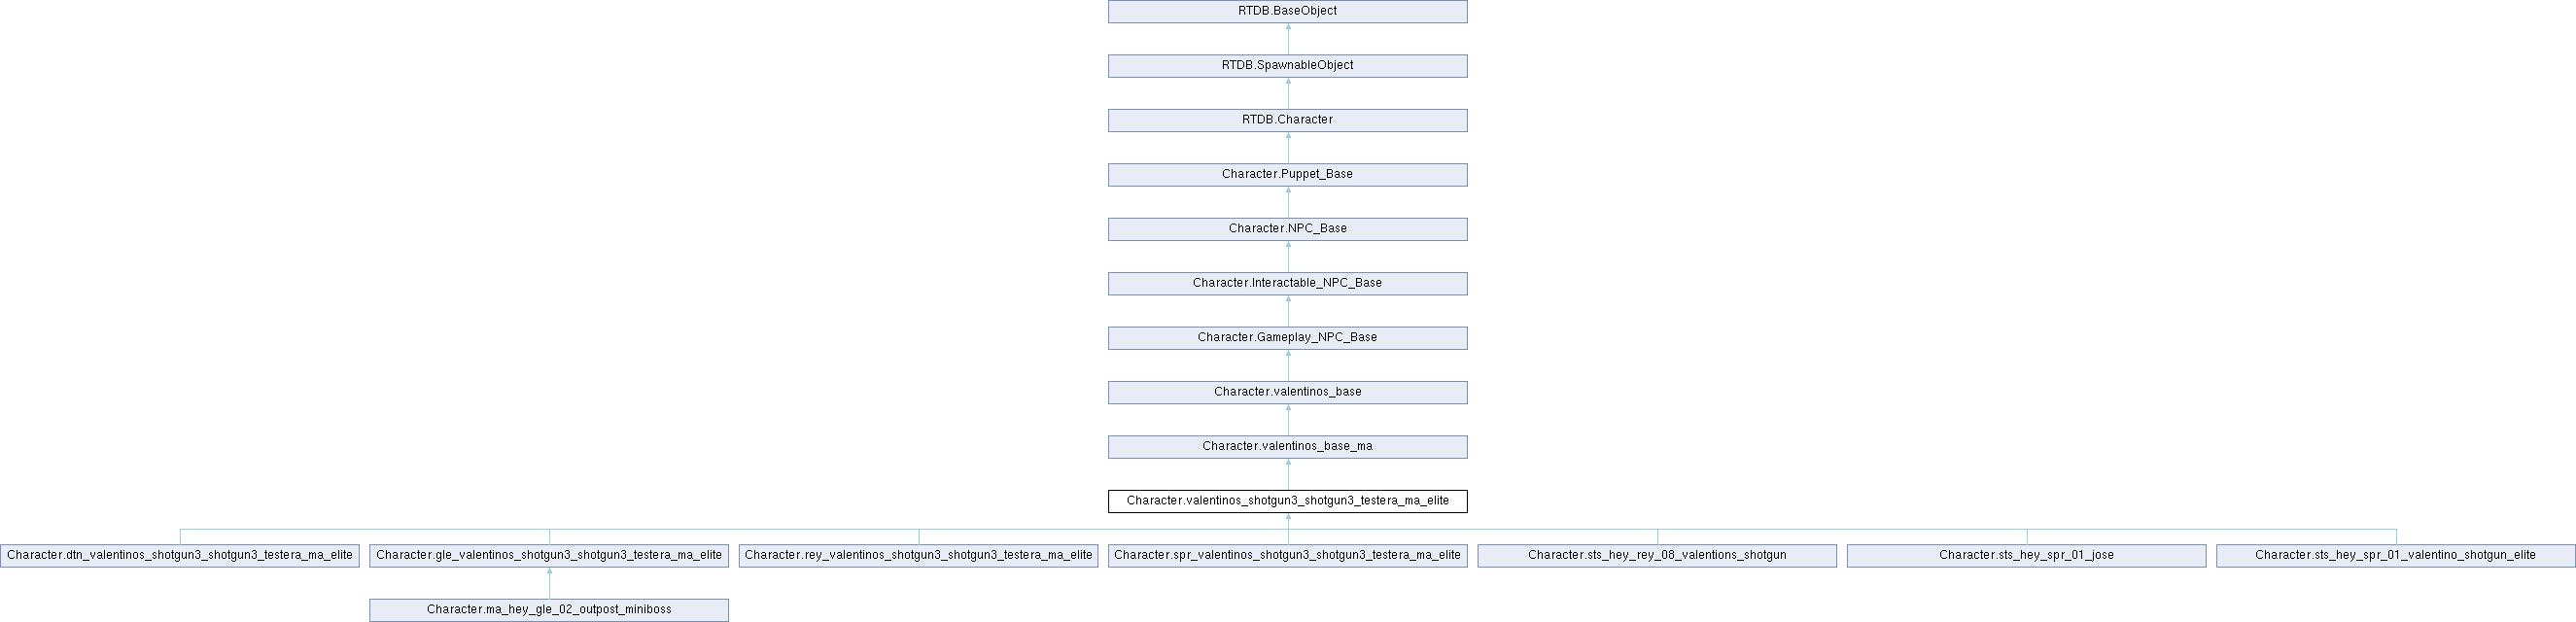 RTDB.BaseObject
RTDB.SpawnableObject
RTDB.Character
Character.Puppet_Base
Character.NPC_Base
Character.Interactable_NPC_Base
Character.Gameplay_NPC_Base
Character.valentinos_base
Character.valentinos_base_ma
Character.valentinos_shotgun3_shotgun3_testera_ma_elite
Character.dtn_valentinos_shotgun3_shotgun3_testera_ma_elite
Character.gle_valentinos_shotgun3_shotgun3_testera_ma_elite
Character.rey_valentinos_shotgun3_shotgun3_testera_ma_elite
Character.spr_valentinos_shotgun3_shotgun3_testera_ma_elite
Character.sts_hey_rey_08_valentions_shotgun
Character.sts_hey_spr_01_jose
Character.sts_hey_spr_01_valentino_shotgun_elite
Character.ma_hey_gle_02_outpost_miniboss